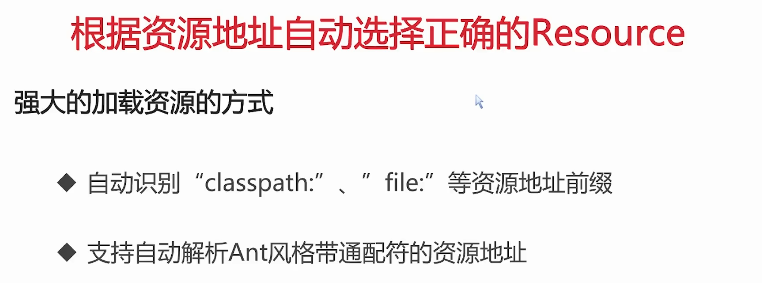 根据资源地址自动选择正确的Resource
强大的加载资源的方式
◆ 自动识别“classpath:”、”file:”等资源地址前缀
◆ 支持自动解析Ant风格带通配符的资源地址